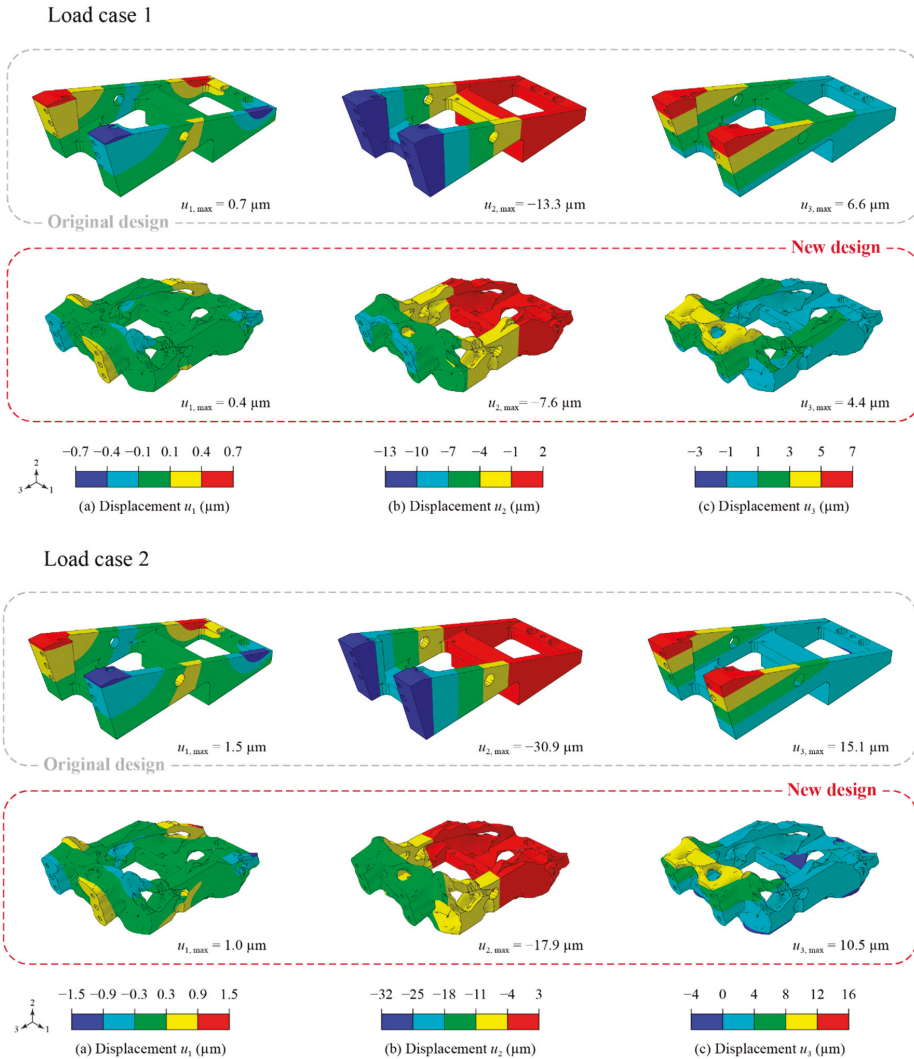 Load case 1
u1, max = 0.7 µm
u2, max = −13.3 µm
u3, max = 6.6 µm
Original design
New design
u1, max = 0.4 µm
u2, max= −7.6 µm
u3, max = 4.4 µm
−0.7 −0.4 −0.1 0.1 0.4 0.7
−13 −10 −7 −4 −1 2
−3 −1 1 3 5 7
2
3 1
(a) Displacement u1 (µm)
(b) Displacement u2 (µm)
(c) Displacement u3 (µm)
Load case 2
u1, max = 1.5 µm
u2, max = −30.9 µm
u3, max = 15.1 µm
Original design
New design
u1, max = 1.0 µm
u2, max = −17.9 µm
u3, max = 10.5 µm
−1.5 −0.9 −0.3 0.3 0.9 1.5
−32 −25 −18 −11 −4 3
−4 0 4 8 12 16
2
3 1
(a) Displacement u1 (µm)
(b) Displacement u2 (µm)
(c) Displacement u3 (µm)